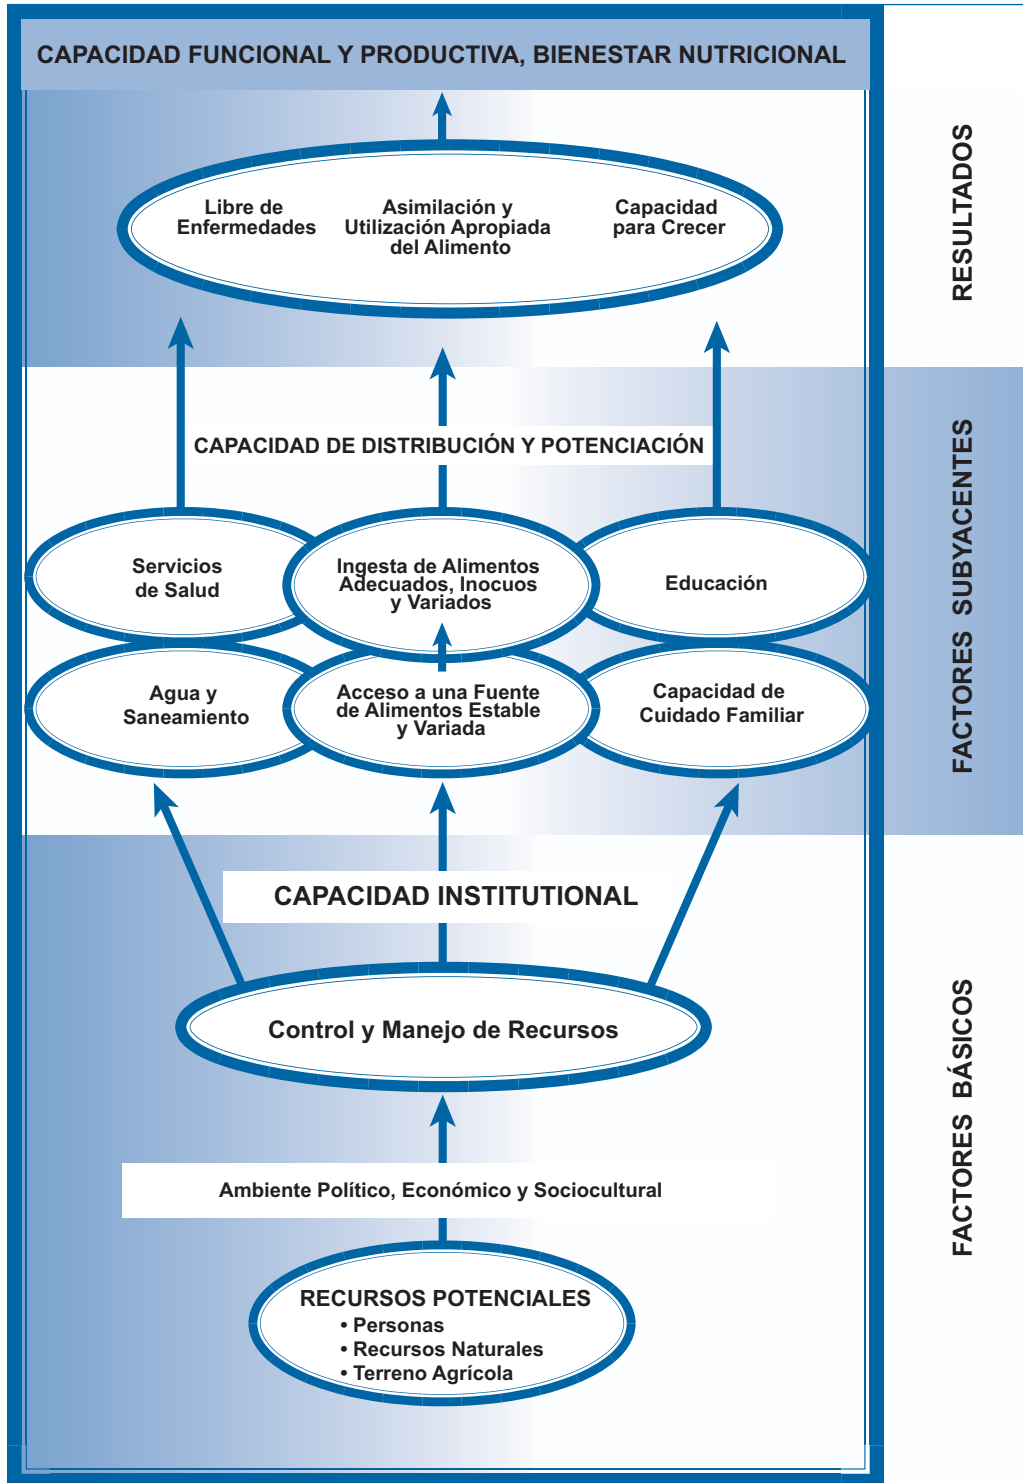 CAPACIDAD FUNCIONAL Y PRODUCTIVA, BIENESTAR NUTRICIONAL
Libre de
Enfermedades
Asimilación y
Utilización Apropiada
del Alimento
Capacidad
para Crecer
RESULTADOS
CAPACIDAD DE DISTRIBUCIÓN Y POTENCIACIÓN
Servicios
de Salud
Ingesta de Alimentos
Adecuados, Inocuos
y Variados
Educación
Agua y
Saneamiento
Acceso a una Fuente
de Alimentos Estable
y Variada
Capacidad de
Cuidado Familiar
FACTORES SUBYACENTES
CAPACIDAD INSTITUTIONAL
Control y Manejo de Recursos
Ambiente Político, Económico y Sociocultural
RECURSOS POTENCIALES
• Personas
• Recursos Naturales
• Terreno Agrícola
FACTORES BÁSICOS